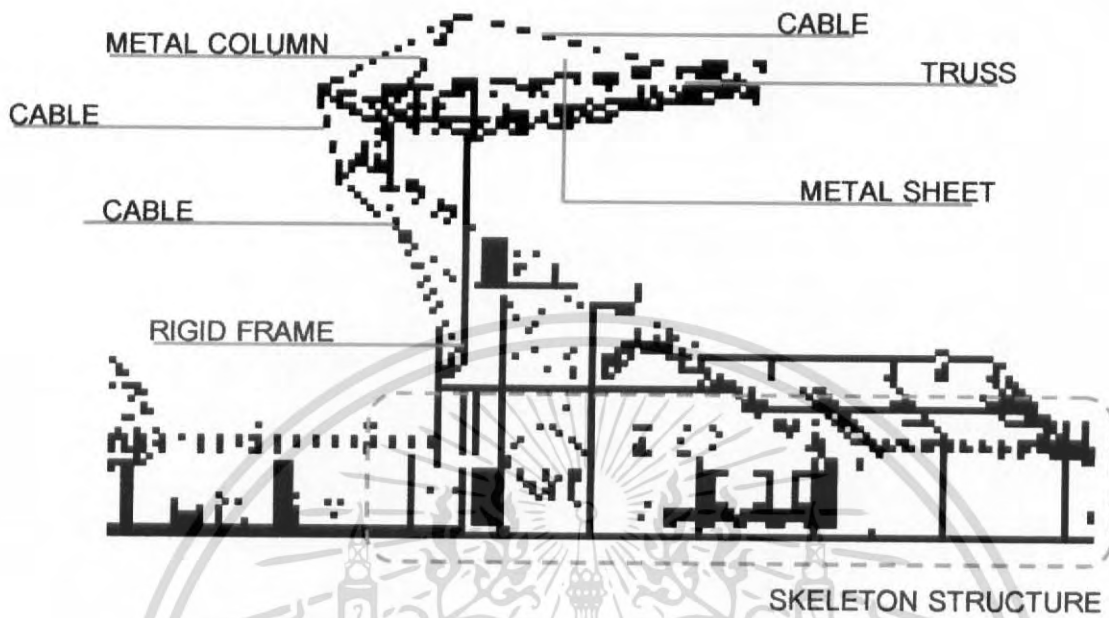 CABLE
METAL COLUMN
TRUSS
CABLE
METAL SHEET
CABLE
RIGID FRAME
SKELETON STRUCTURE